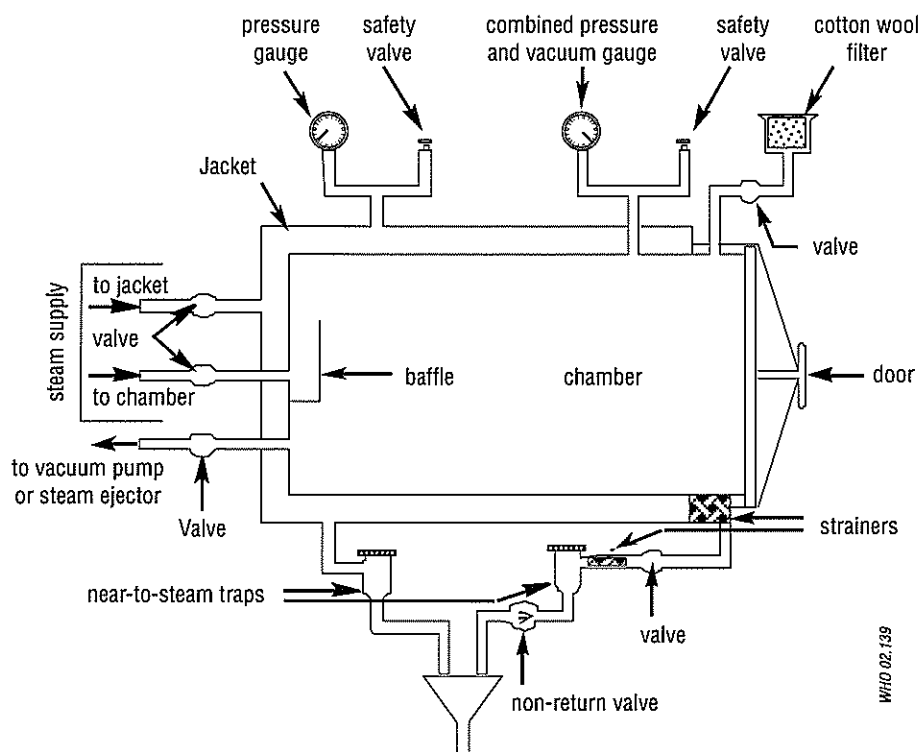 pressure
gauge
safety
valve
combined pressure
and vacuum gauge
safety
valve
cotton wool
filter
Jacket
valve
steam supply
to jacket
valve
to chamber
baffle
chamber
door
to vacuum pump
or steam ejector
Valve
strainers
near-to-steam traps
valve
non-return valve
WHO 02.139